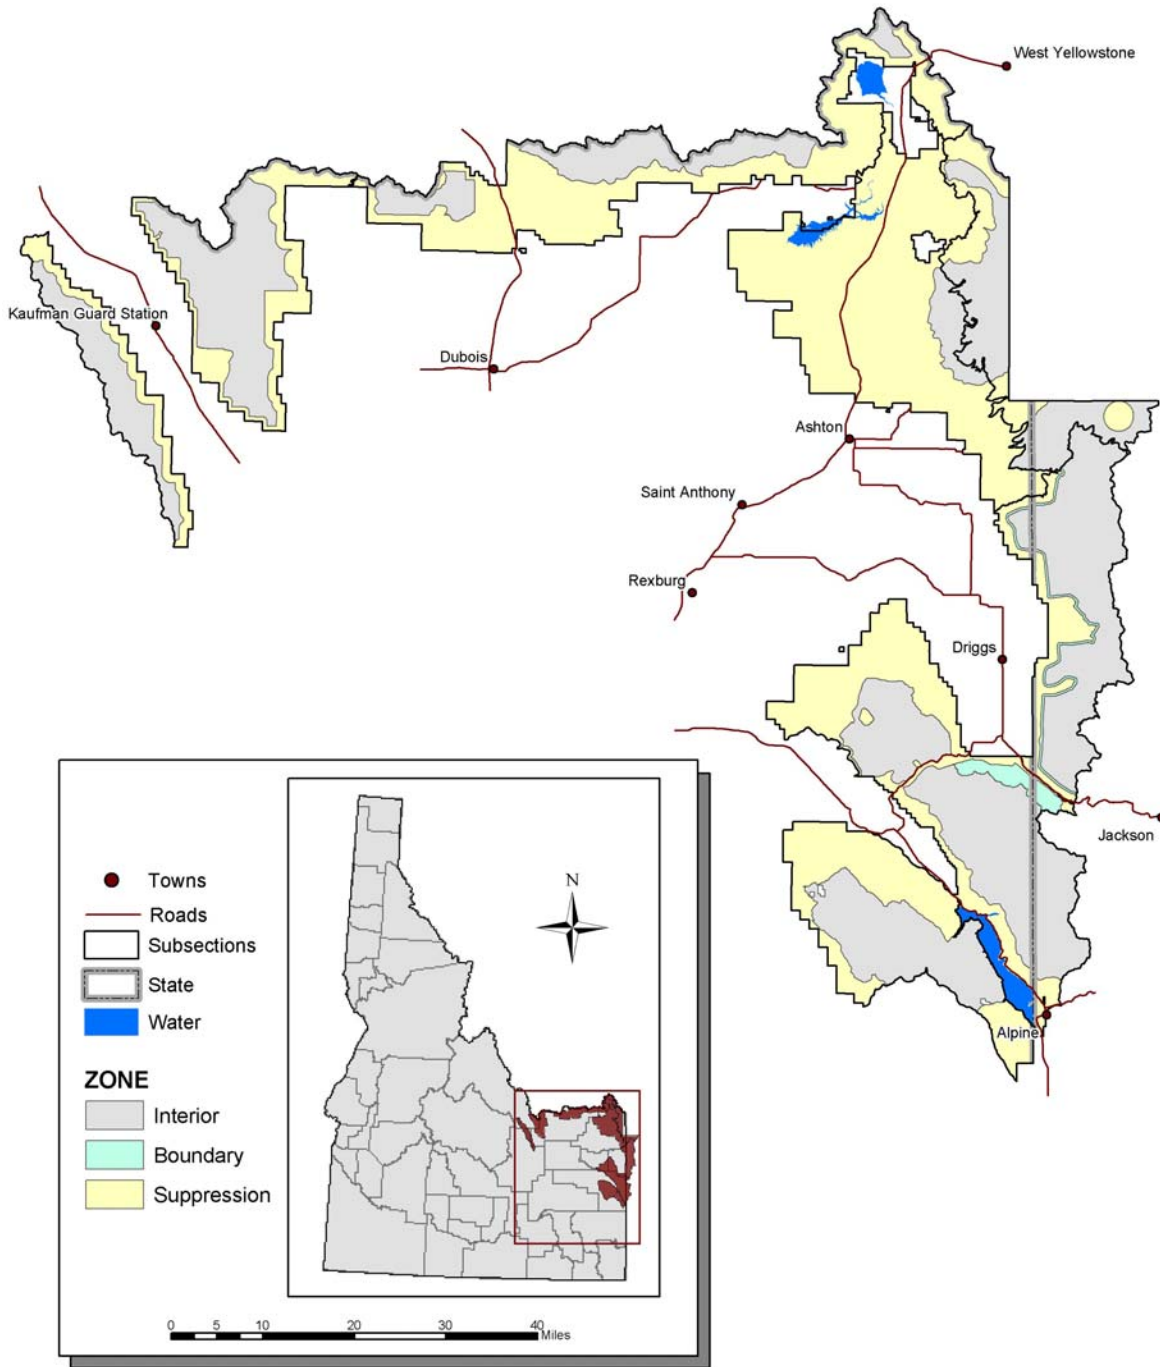 West Yellowstone
Kaufman Guard Station
Dubois
Ashton
Saint Anthony
Rexburg
Driggs
Jackson
Alpine
N
Towns
Roads
Subsections
State
Water
ZONE
Interior
Boundary
Suppression
0 5 10 20 30 40
Miles